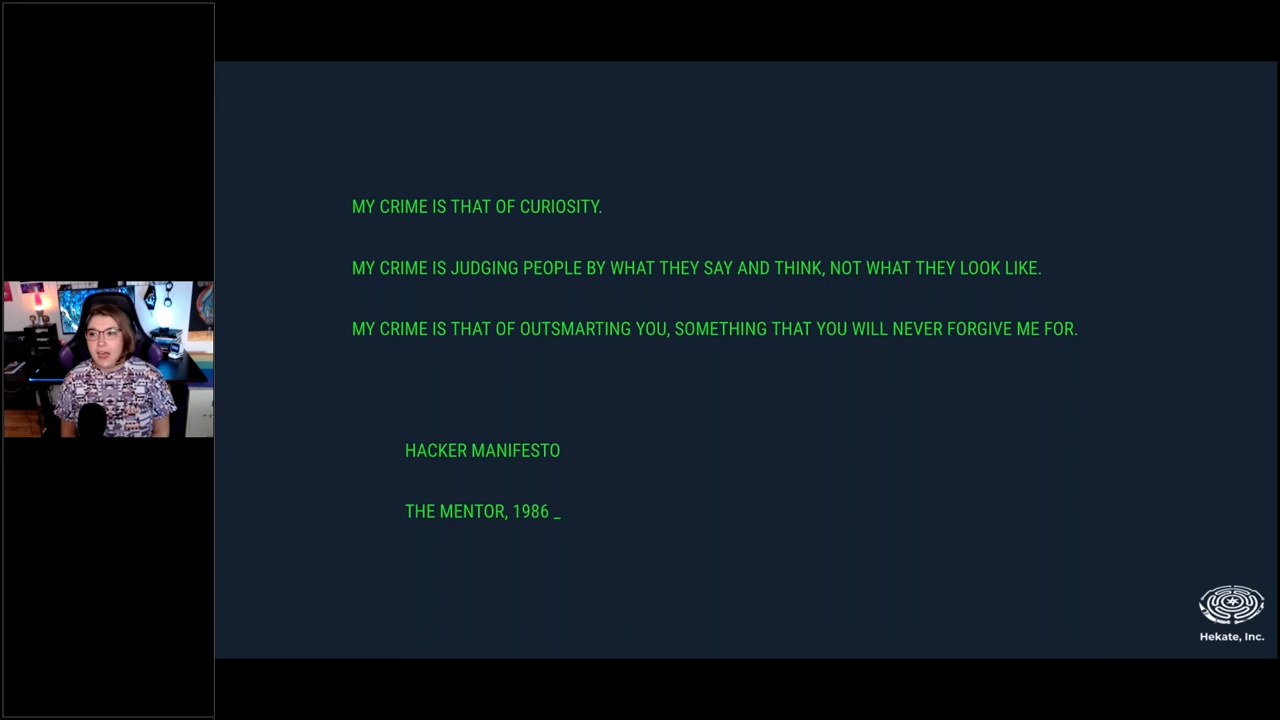 MY CRIME IS THAT OF CURIOSITY.
MY CRIME IS JUDGING PEOPLE BY WHAT THEY SAY AND THINK, NOT WHAT THEY LOOK LIKE.
MY CRIME IS THAT OF OUTSMARTING YOU, SOMETHING THAT YOU WILL NEVER FORGIVE ME FOR.
HACKER MANIFESTO
THE MENTOR, 1986 _
Hekate, Inc.